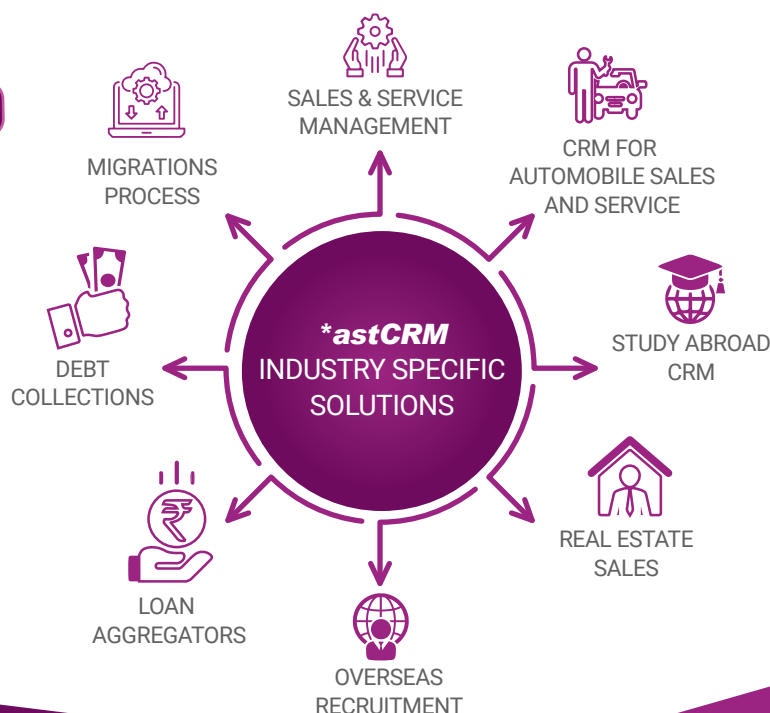 SALES & SERVICE
MANAGEMENT
CRM FOR
AUTOMOBILE SALES
AND SERVICE
STUDY ABROAD
CRM
REAL ESTATE
SALES
OVERSEAS
RECRUITMENT
LOAN
AGGREGATORS
DEBT
COLLECTIONS
MIGRATIONS
PROCESS
*astCRM
INDUSTRY SPECIFIC
SOLUTIONS